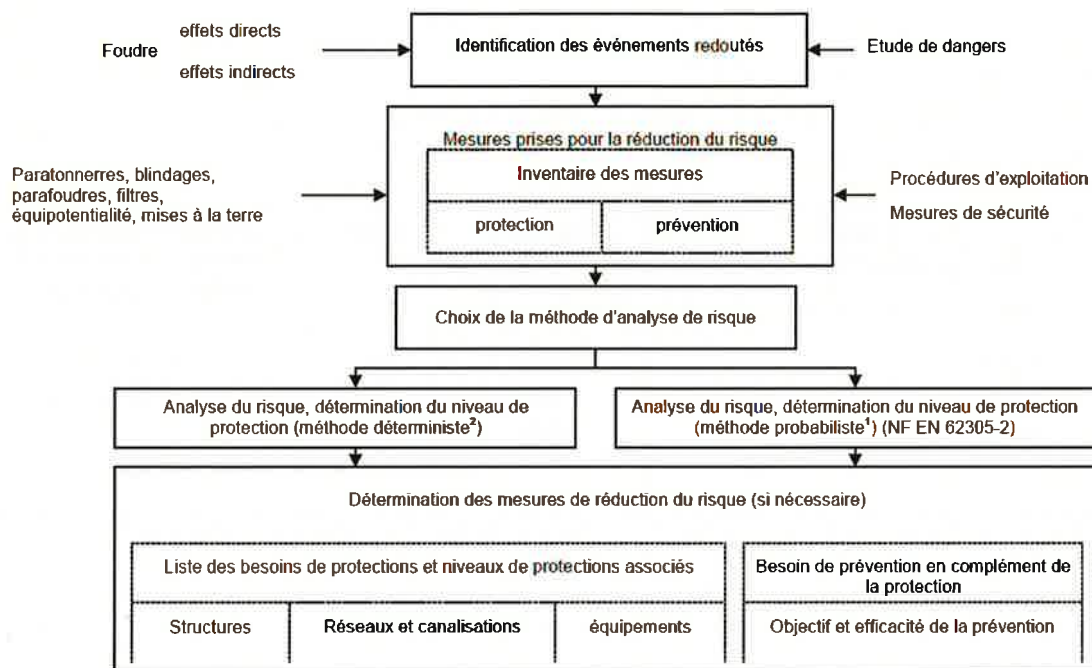 effets directs
Foudre
effets indirects
Identification des événements redoutés
Etude de dangers
Mesures prises pour la réduction du risque
Paratonnerres, blindages,
parafoudres, filtres,
équipotentialité, mises à la terre
Inventaire des mesures
protection
prévention
Procédures d'exploitation
Mesures de sécurité
Choix de la méthode d'analyse de risque
Analyse du risque, détermination du niveau de
protection (méthode déterministe²)
Analyse du risque, détermination du niveau de protection
(méthode probabiliste¹) (NF EN 62305-2)
Détermination des mesures de réduction du risque (si nécessaire)
Liste des besoins de protections et niveaux de protections associés
Structures
Réseaux et canalisations
équipements
Besoin de prévention en complément de
la protection
Objectif et efficacité de la prévention